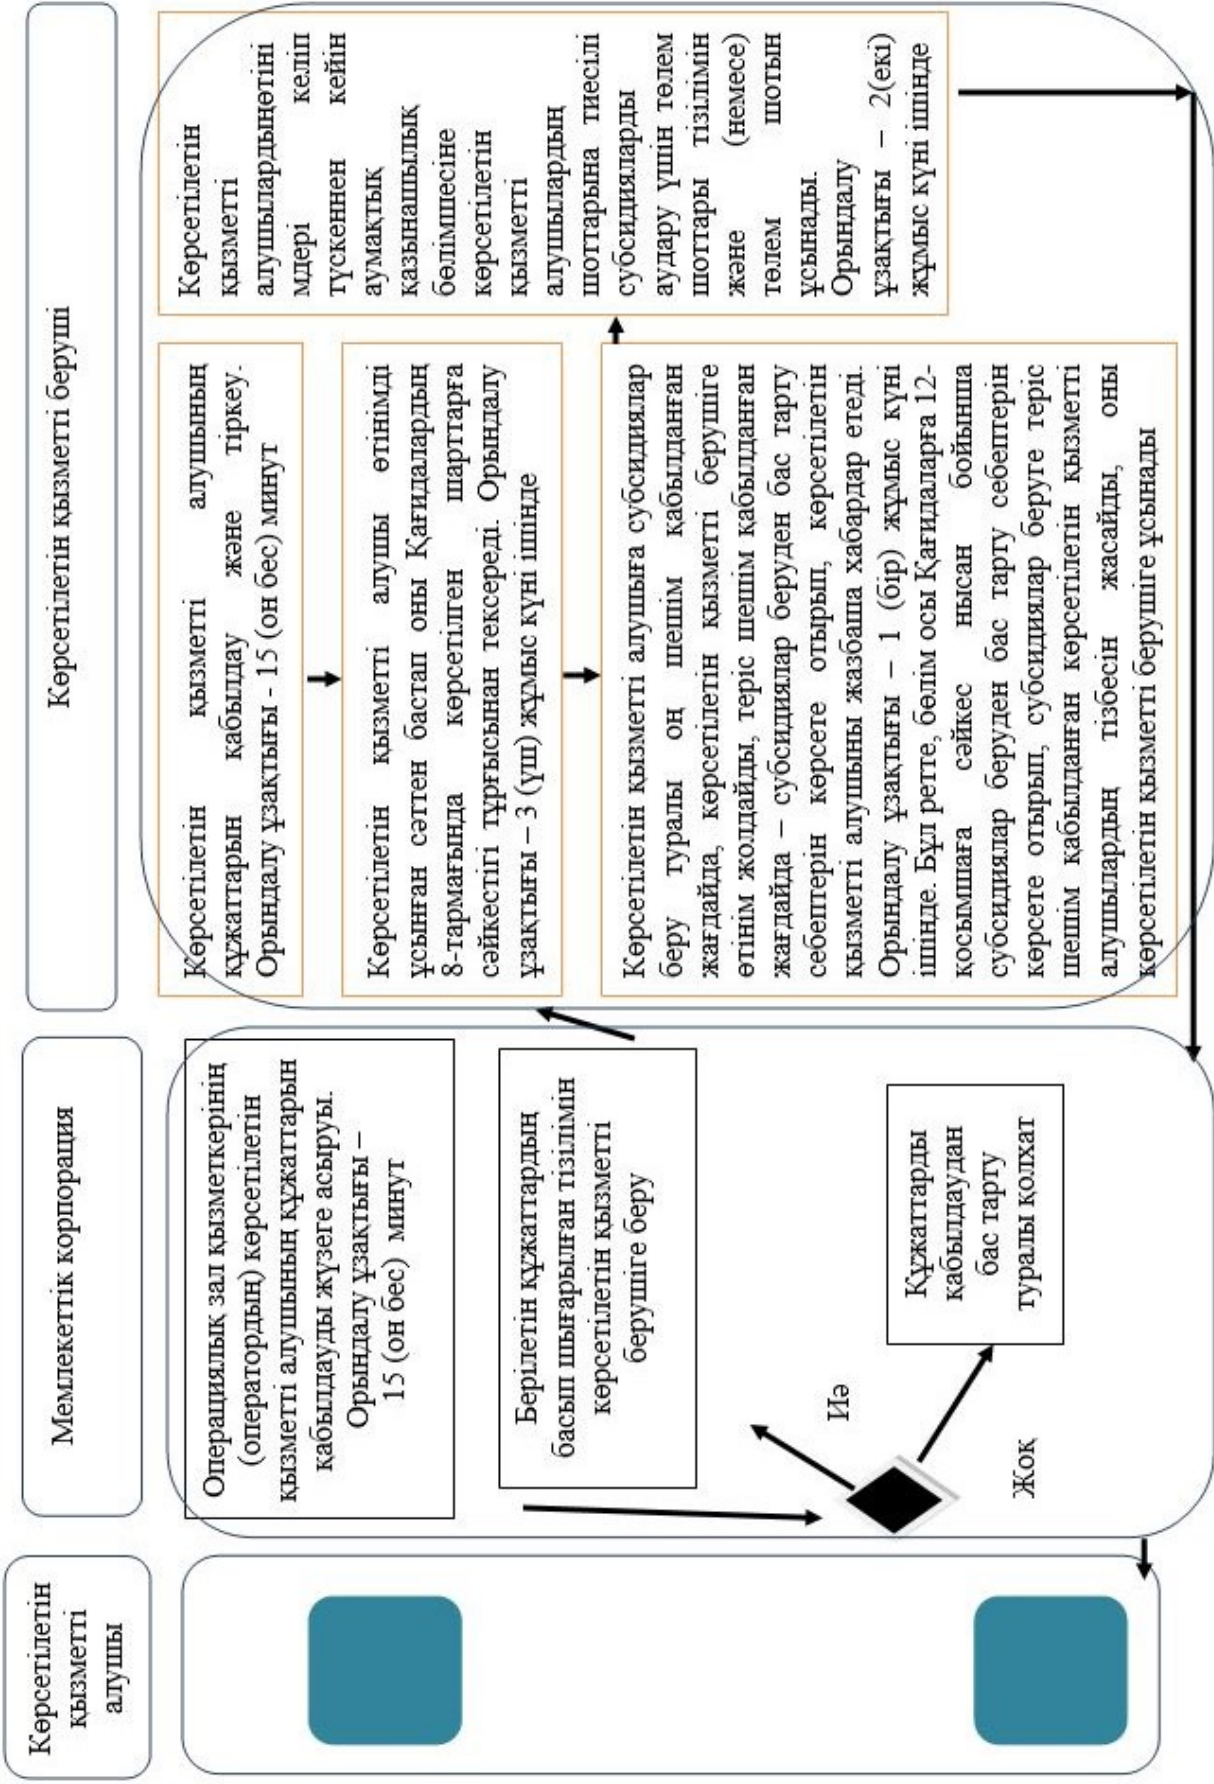 Көрсетілетін
қызметті
алушы
Мемлекеттік корпорация
Көрсетілетін қызметті беруші
Операциялық зал қызметкерінің
(оператордың) көрсетілетін
қызметті алушының құжаттарын
қабылдауды жүзеге асыруы.
Орындалу ұзақтығы –
15 (он бес) минут
Берілетін құжаттардың
басып шығарылған тізілімін
көрсетілетін қызметті
берушіге беру
Иә
Жоқ
Құжаттарды
қабылдаудан
бас тарту
туралы қолхат
Көрсетілетін қызметті алушының
құжаттарын қабылдау және тіркеу.
Орындалу ұзақтығы - 15 (он бес) минут
Көрсетілетін қызметті алушы өтінімді
ұсынған сәттен бастап оны Қағидалардың
8-тармағында көрсетілген шарттарға
сәйкестігі тұрғысынан тексереді. Орындалу
ұзақтығы – 3 (үш) жұмыс күні ішінде
Көрсетілетін қызметті алушыға субсидиялар
беру туралы оң шешім қабылданған
жағдайда, көрсетілетін қызметті берушіге
өтінім жолдайды, теріс шешім қабылданған
жағдайда – субсидиялар беруден бас тарту
себептерін көрсете отырып, көрсетілетін
қызметті алушыны жазбаша хабардар етеді.
Орындалу ұзақтығы – 1 (бір) жұмыс күні
ішінде. Бұл ретте, бөлім осы Қағидаларға 12-
қосымшаға сәйкес нысан бойынша
субсидиялар беруден бас тарту себептерін
көрсете отырып, субсидиялар беруге теріс
шешім қабылданған көрсетілетін қызметті
алушылардың тізбесін жасайды, оны
көрсетілетін қызметті берушіге ұсынады
Көрсетілетін
қызметті
алушылардыңөтіні
мдері келіп
түскеннен кейін
аумақтық
қазынашылық
бөлімшесіне
көрсетілетін
қызметті
алушылардың
шоттарына тиесілі
субсидияларды
аудару үшін төлем
шоттары тізілімін
және (немесе)
төлем шотын
ұсынады.
Орындалу
ұзақтығы – 2(екі)
жұмыс күні ішінде